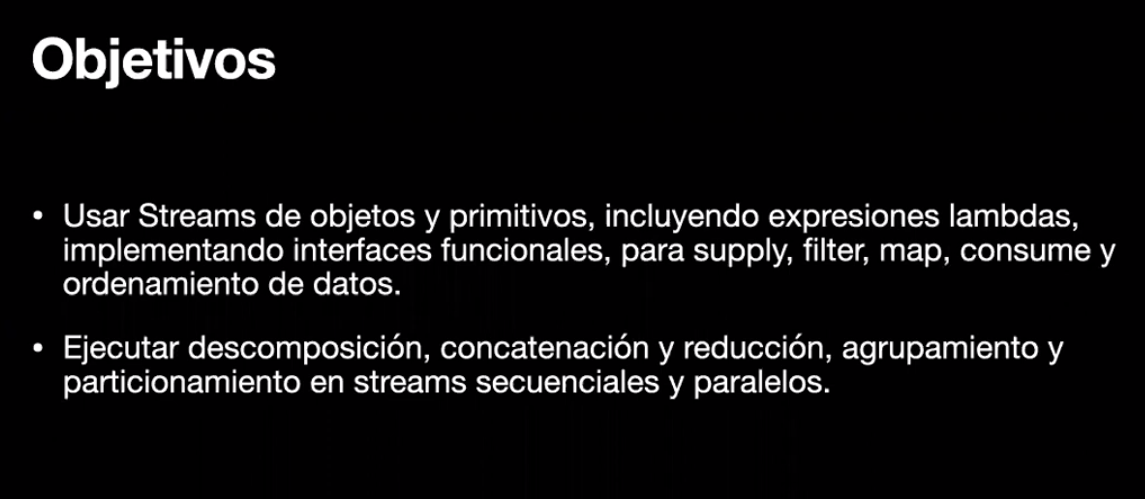 Objetivos
• Usar Streams de objetos y primitivos, incluyendo expresiones lambdas,
implementando interfaces funcionales, para supply, filter, map, consume y
ordenamiento de datos.
• Ejecutar descomposición, concatenación y reducción, agrupamiento y
particionamiento en streams secuenciales y paralelos.